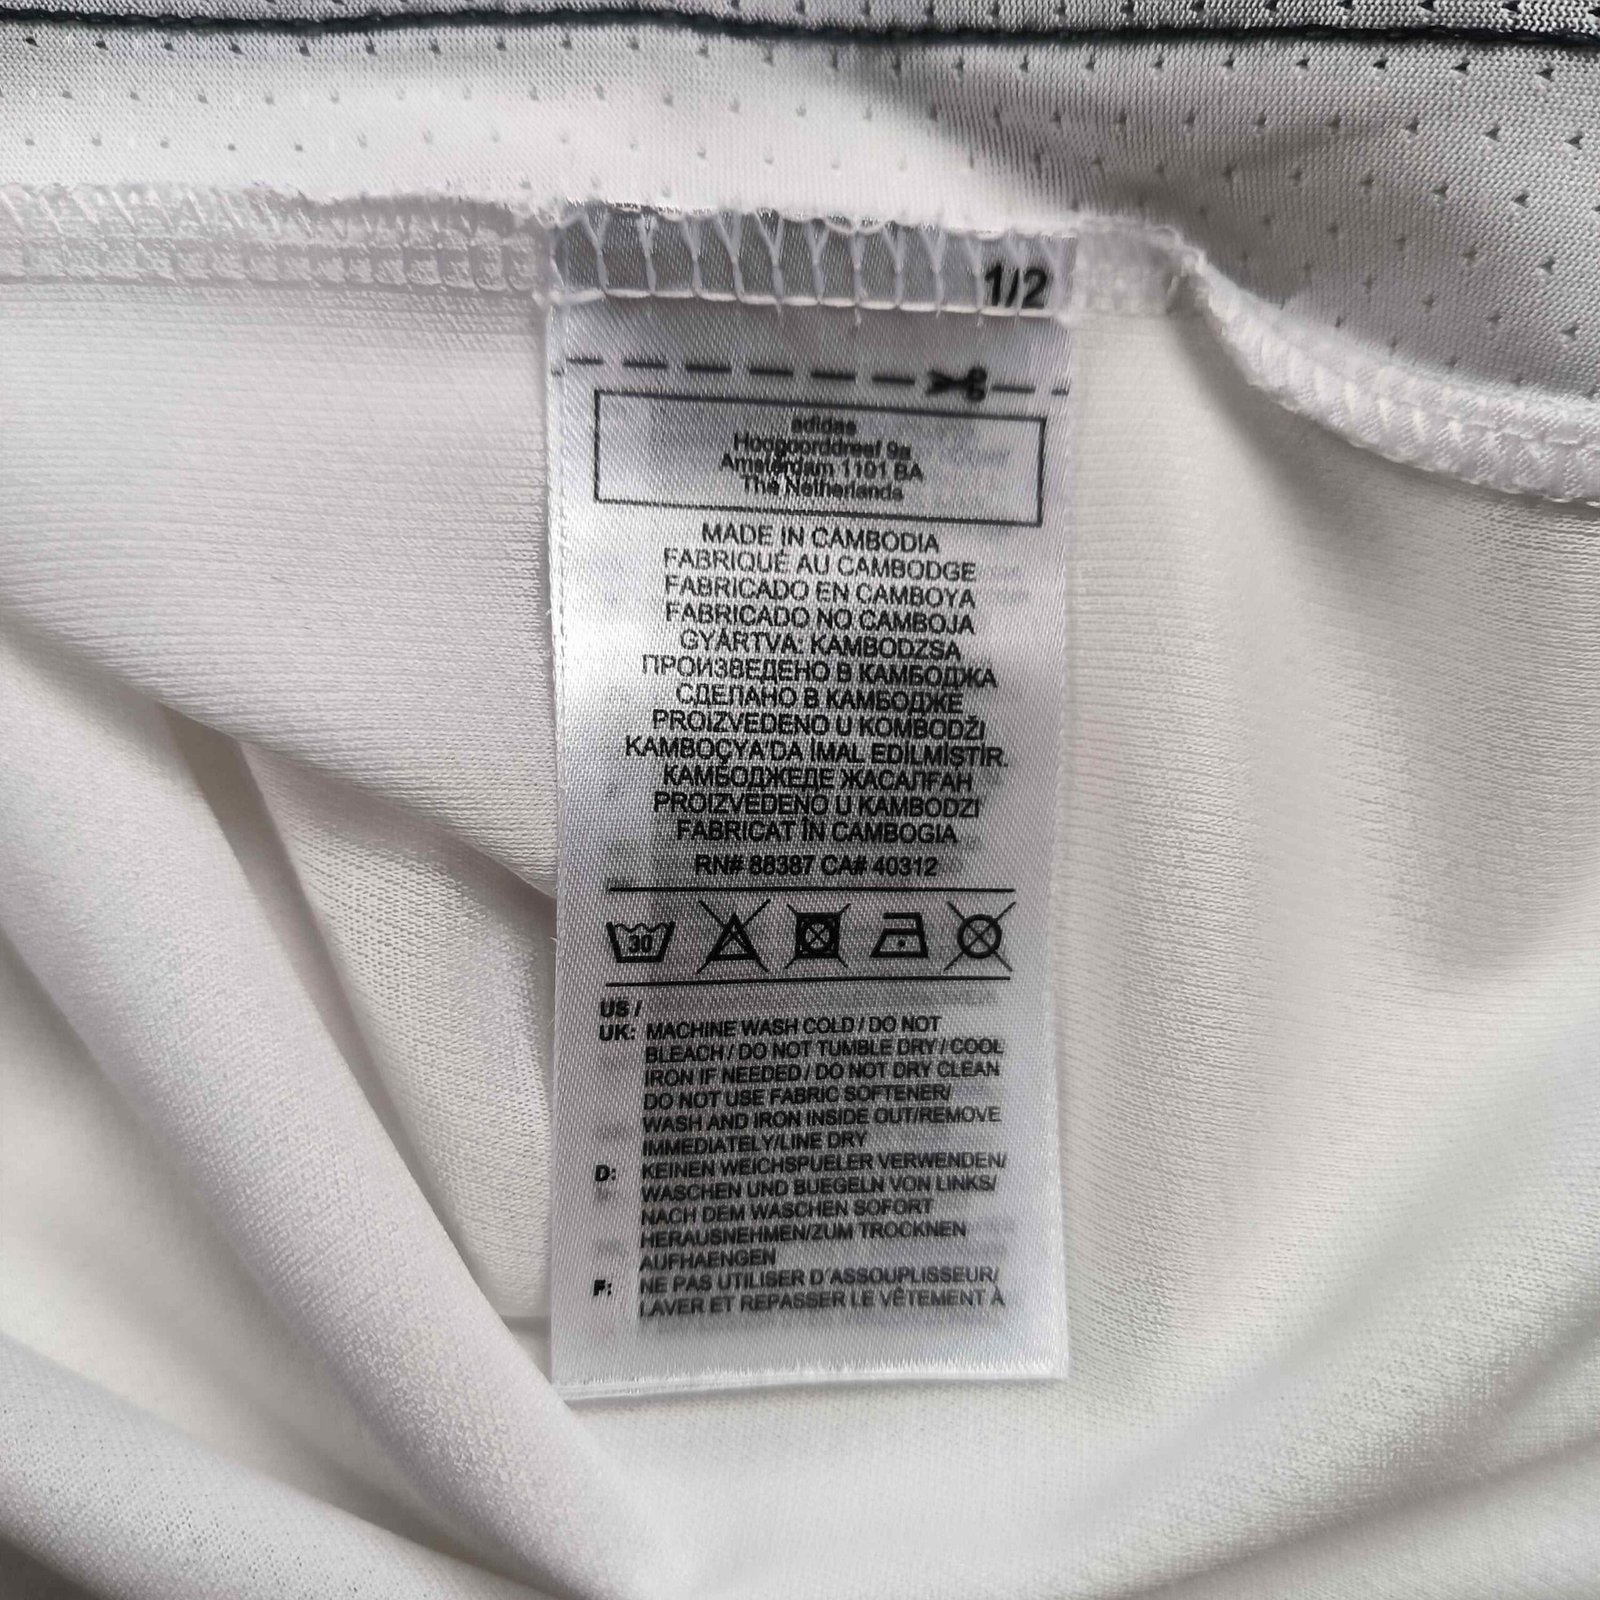 1/2
adidas
Hoogoorddreef 9a
Amsterdam 1101 BA
The Netherlands
MADE IN CAMBODIA
FABRIQUÉ AU CAMBODGE
FABRICADO EN CAMBOYA
FABRICADO NO CAMBOJA
GYÁRTVA: KAMBODZSA
ПРОИЗВЕДЕНО В КАМБОДЖА
СДЕЛАНО В КАМБОДЖЕ
PROIZVEDENO U KOMBODŽI
KAMBOÇYA'DA İMAL EDİLMİSTİR.
КАМБОДЖЕДЕ ЖАСАЛҒАН
PROIZVEDENO U KAMBODZI
FABRICAT ÎN CAMBOGIA
RN# 88387 CA# 40312
30
US /
UK: MACHINE WASH COLD / DO NOT
BLEACH / DO NOT TUMBLE DRY / COOL
IRON IF NEEDED / DO NOT DRY CLEAN
DO NOT USE FABRIC SOFTENER/
WASH AND IRON INSIDE OUT/REMOVE
IMMEDIATELY/LINE DRY
D: KEINEN WEICHSPUELER VERWENDEN/
WASCHEN UND BUEGELN VON LINKS/
NACH DEM WASCHEN SOFORT
HERAUSNEHMEN/ZUM TROCKNEN
AUFHAENGEN
F: NE PAS UTILISER D'ASSOUPLISSEUR/
LAVER ET REPASSER LE VÊTEMENT À